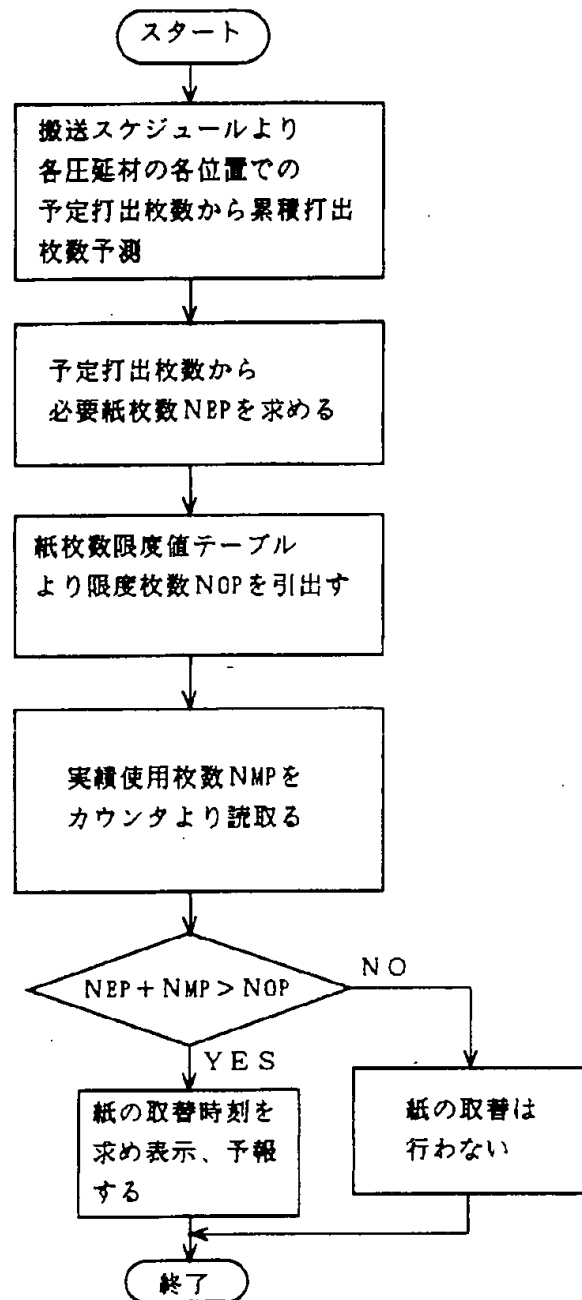 スタート
搬送スケジュールより
各圧延材の各位置での
予定打出枚数から累積打出
枚数予測
予定打出枚数から
必要紙枚数NEPを求める
紙枚数限度値テーブル
より限度枚数NOPを引出す
実績使用枚数NMPを
カウンタより読取る
NEP+NMP>NOP
NO
YES
紙の取替時刻を
求め表示、予報
する
紙の取替は
行わない
終了